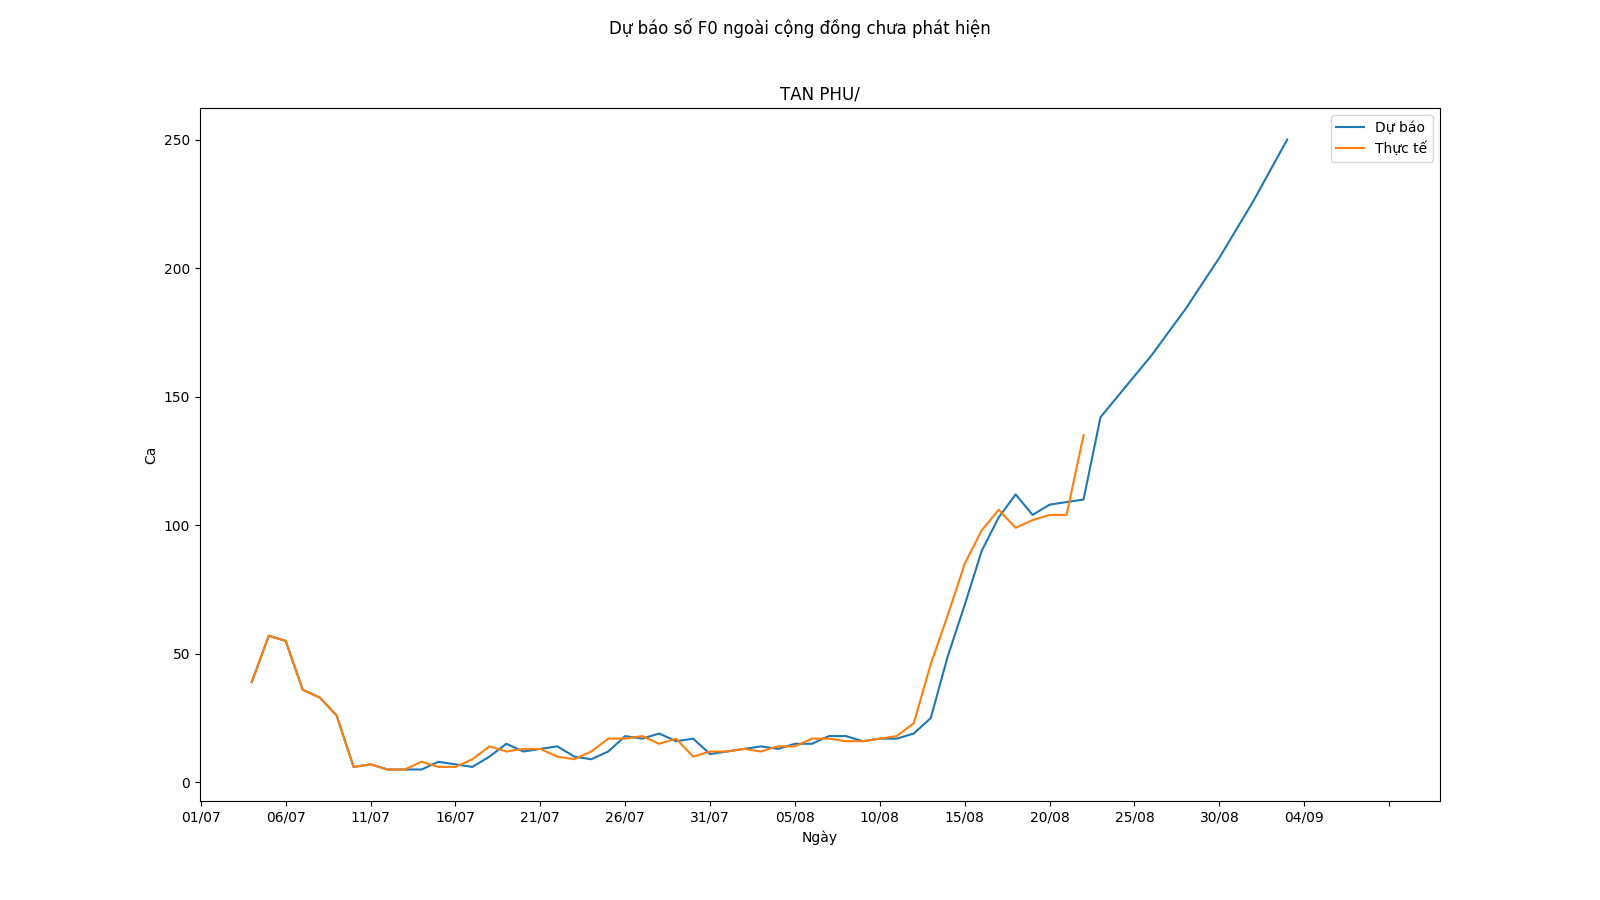 Dự báo số F0 ngoài cộng đồng chưa phát hiện
TAN PHU/
Dự báo
Thực tế
250
200
150
100
50
0
Ca
01/07 06/07 11/07 16/07 21/07 26/07 31/07 05/08 10/08 15/08 20/08 25/08 30/08 04/09
Ngày